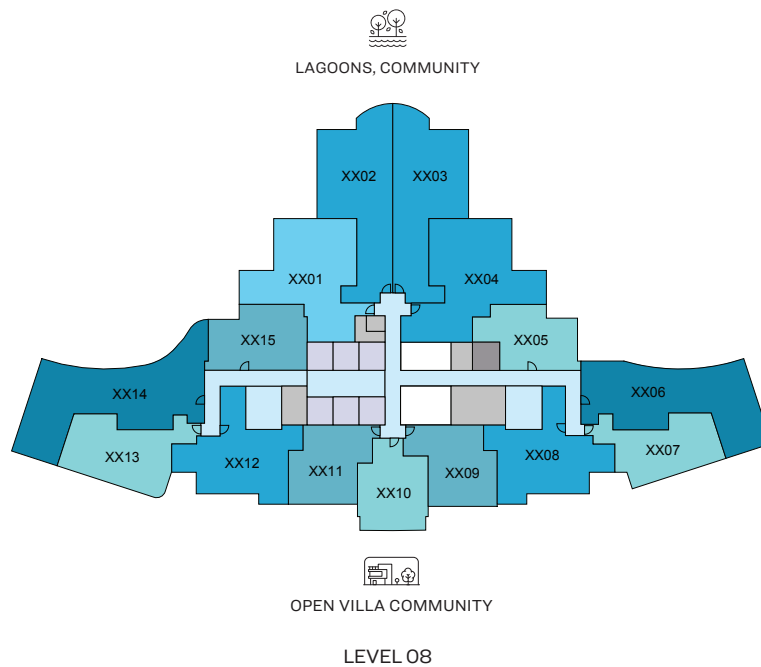 LAGOONS, COMMUNITY
XX02
XX03
XX01
XX04
XX15
XX05
XX14
XX06
XX13
XX12
XX11
XX10
XX09
XX08
XX07
OPEN VILLA COMMUNITY
LEVEL 08